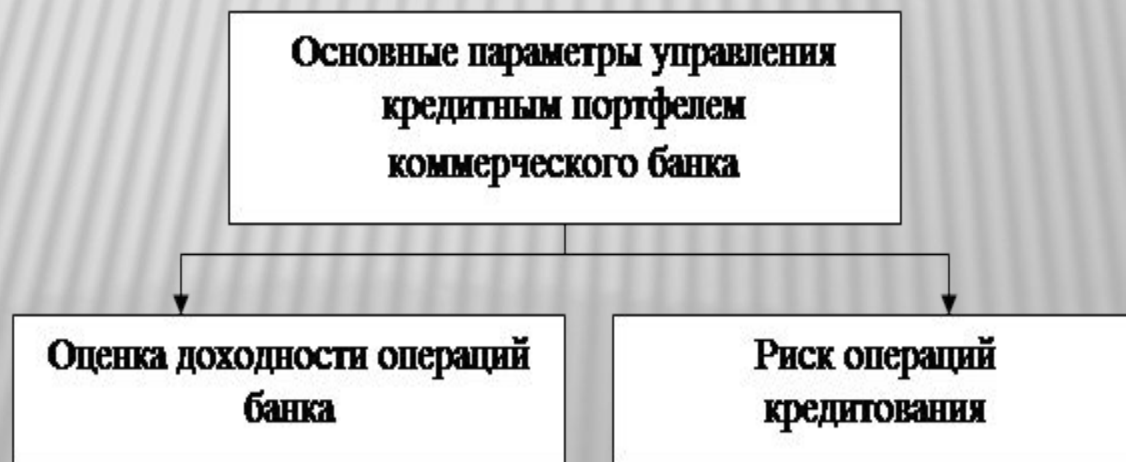 Основные параметры управления
кредитным портфелем
коммерческого банка
Оценка доходности операций
банка
Риск операций
кредитования